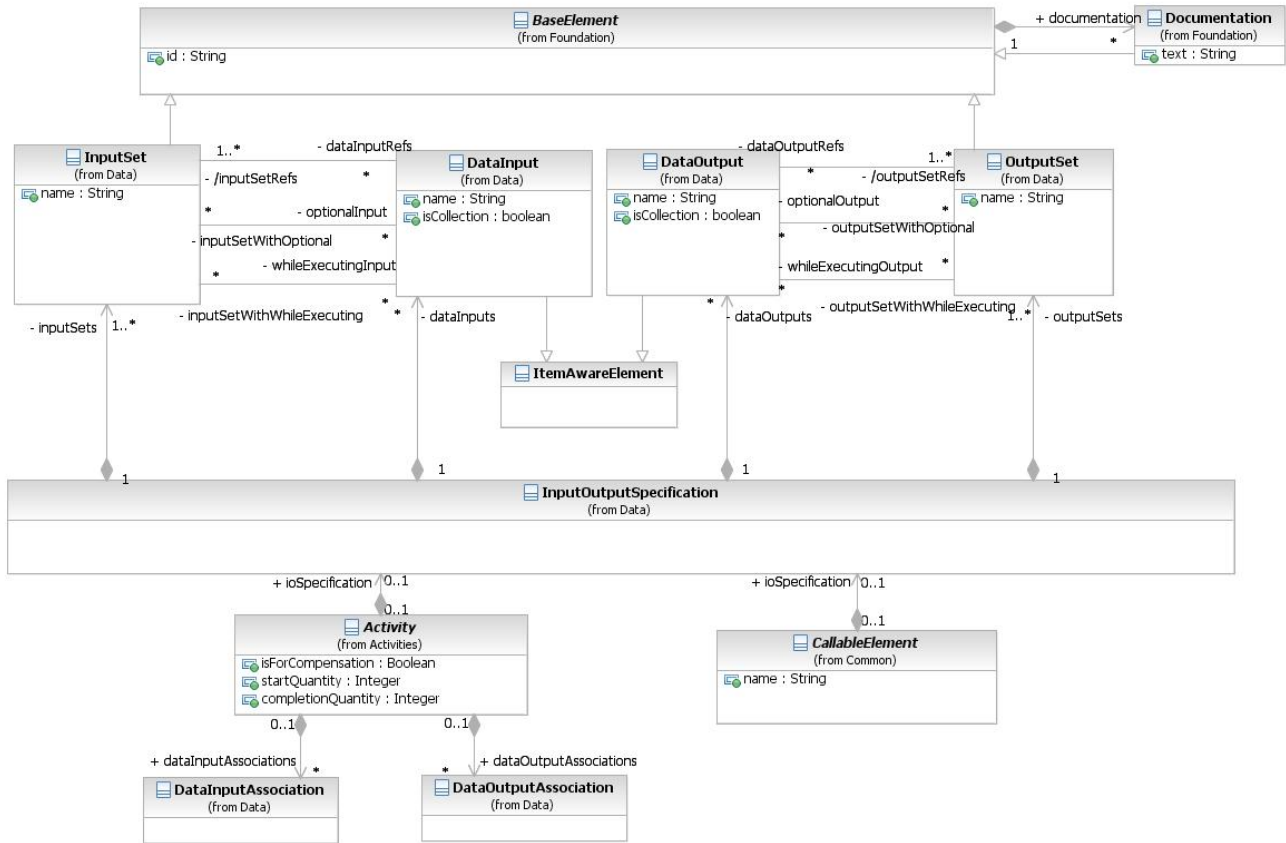 BaseElement
(from Foundation)
id : String
+ documentation
1
*
Documentation
(from Foundation)
text : String
InputSet
(from Data)
name : String
1..*
- dataInputRefs
- /inputSetRefs
*
*
- optionalInput
- inputSetWithOptional
*
- whileExecutingInput
*
- inputSetWithWhileExecuting
*
DataInput
(from Data)
name : String
isCollection : boolean
DataOutput
(from Data)
name : String
isCollection : boolean
- dataOutputRefs
1..*
*
- /outputSetRefs
- optionalOutput
*
*
- outputSetWithOptional
- whileExecutingOutput
*
*
- outputSetWithWhileExecuting
OutputSet
(from Data)
name : String
- inputSets
1..*
*
- dataInputs
*
- dataOutputs
1..*
- outputSets
ItemAwareElement
1
1
1
1
InputOutputSpecification
(from Data)
+ ioSpecification
0..1
0..1
+ ioSpecification
0..1
0..1
Activity
(from Activities)
isForCompensation : Boolean
startQuantity : Integer
completionQuantity : Integer
CallableElement
(from Common)
name : String
0..1
0..1
+ dataInputAssociations
*
+ dataOutputAssociations
*
DataInputAssociation
(from Data)
DataOutputAssociation
(from Data)